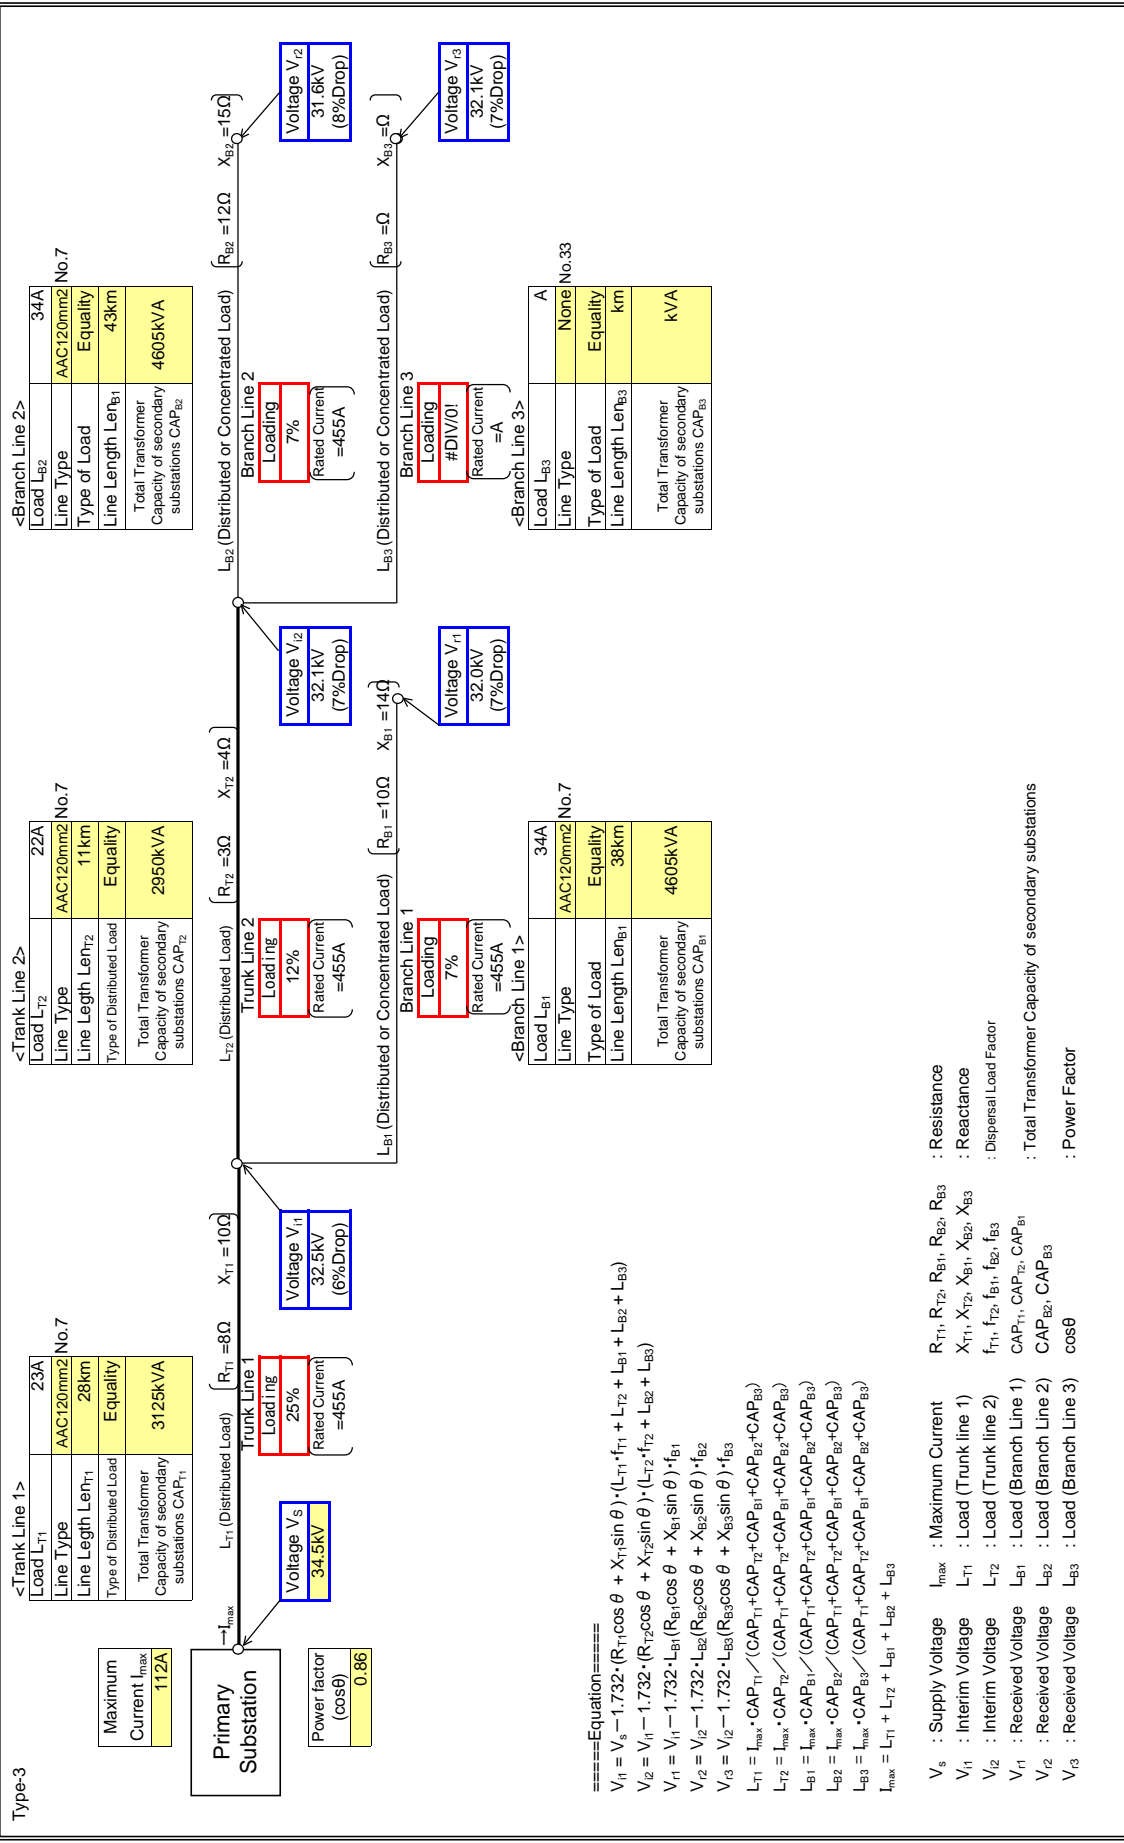 Type-3
Maximum
Current Imax
112A
Primary
Substation
Power factor
(cosθ)
0.86
<Trank Line 1>
Load LT1 23A
Line Type AAC120mm2 No.7
Line Legth LenT1 28km
Type of Distributed Load Equality
Total Transformer
Capacity of secondary
substations CAPT1
3125kVA
→Imax
LT1 (Distributed Load)
RT1 =8Ω XT1 =10Ω
Trunk Line 1
Loading
25%
Rated Current
=455A
Voltage VS
34.5kV
Voltage Vi1
32.5kV
(6%Drop)
<Trank Line 2>
Load LT2 22A
Line Type AAC120mm2 No.7
Line Legth LenT2 11km
Type of Distributed Load Equality
Total Transformer
Capacity of secondary
substations CAPT2
2950kVA
LT2 (Distributed Load)
RT2 =3Ω XT2 =4Ω
Trunk Line 2
Loading
12%
Rated Current
=455A
Voltage Vi2
32.1kV
(7%Drop)
LB1 (Distributed or Concentrated Load)
RB1 =10Ω XB1 =14Ω
Branch Line 1
Loading
7%
Rated Current
=455A
Voltage Vr1
32.0kV
(7%Drop)
<Branch Line 1>
Load LB1 34A
Line Type AAC120mm2 No.7
Type of Load Equality
Line Length LenB1 38km
Total Transformer
Capacity of secondary
substations CAPB1
4605kVA
<Branch Line 2>
Load LB2 34A
Line Type AAC120mm2 No.7
Type of Load Equality
Line Length LenB1 43km
Total Transformer
Capacity of secondary
substations CAPB2
4605kVA
LB2 (Distributed or Concentrated Load)
RB2 =12Ω XB2 =15Ω
Branch Line 2
Loading
7%
Rated Current
=455A
Voltage Vr2
31.6kV
(8%Drop)
LB3 (Distributed or Concentrated Load)
RB3 =Ω XB3 =Ω
Branch Line 3
Loading
#DIV/0!
Rated Current
=A
Voltage Vr3
32.1kV
(7%Drop)
<Branch Line 3>
Load LB3 A
Line Type None No.33
Type of Load Equality
Line Length LenB3 km
Total Transformer
Capacity of secondary
substations CAPB3
kVA
=====Equation=====
Vi1 = Vs−1.732・(RT1cosθ + XT1sinθ)・(LT1・fT1 + LT2 + LB1 + LB2 + LB3)
Vi2 = Vi1−1.732・(RT2cosθ + XT2sinθ)・(LT2・fT2 + LB2 + LB3)
Vr1 = Vi1−1.732・LB1(RB1cosθ + XB1sinθ)・fB1
Vr2 = Vi2−1.732・LB2(RB2cosθ + XB2sinθ)・fB2
Vr3 = Vi2−1.732・LB3(RB3cosθ + XB3sinθ)・fB3
LT1 = Imax・CAPT1／(CAPT1+CAPT2+CAPB1+CAPB2+CAPB3)
LT2 = Imax・CAPT2／(CAPT1+CAPT2+CAPB1+CAPB2+CAPB3)
LB1 = Imax・CAPB1／(CAPT1+CAPT2+CAPB1+CAPB2+CAPB3)
LB2 = Imax・CAPB2／(CAPT1+CAPT2+CAPB1+CAPB2+CAPB3)
LB3 = Imax・CAPB3／(CAPT1+CAPT2+CAPB1+CAPB2+CAPB3)
Imax = LT1 + LT2 + LB1 + LB2 + LB3
Vs : Supply Voltage Imax : Maximum Current RT1, RT2, RB1, RB2, RB3 : Resistance
Vi1 : Interim Voltage LT1 : Load (Trunk line 1) XT1, XT2, XB1, XB2, XB3 : Reactance
Vi2 : Interim Voltage LT2 : Load (Trunk line 2) fT1, fT2, fB1, fB2, fB3 : Dispersal Load Factor
Vr1 : Received Voltage LB1 : Load (Branch Line 1) CAPT1, CAPT2, CAPB1 : Total Transformer Capacity of secondary substations
Vr2 : Received Voltage LB2 : Load (Branch Line 2) CAPB2, CAPB3
Vr3 : Received Voltage LB3 : Load (Branch Line 3) cosθ : Power Factor